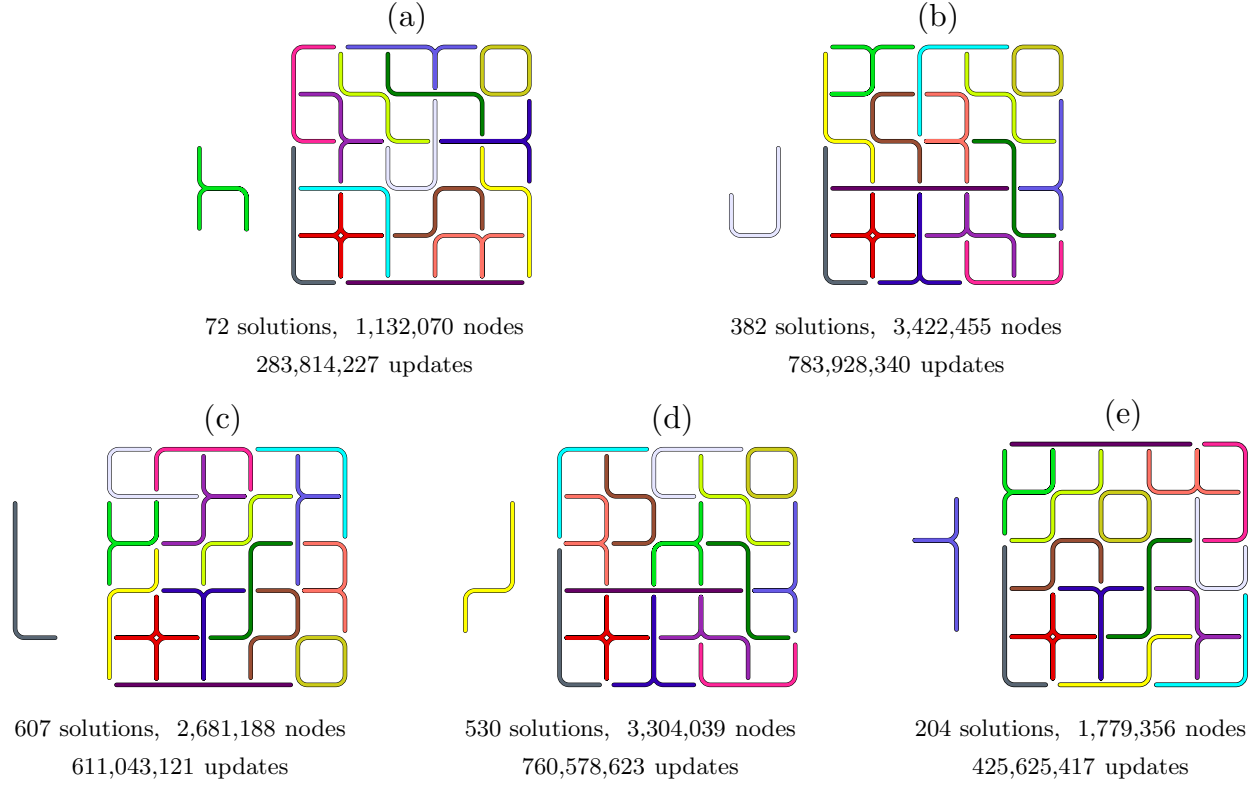 (a)
72 solutions, 1,132,070 nodes
283,814,227 updates
(b)
382 solutions, 3,422,455 nodes
783,928,340 updates
(c)
607 solutions, 2,681,188 nodes
611,043,121 updates
(d)
530 solutions, 3,304,039 nodes
760,578,623 updates
(e)
204 solutions, 1,779,356 nodes
425,625,417 updates